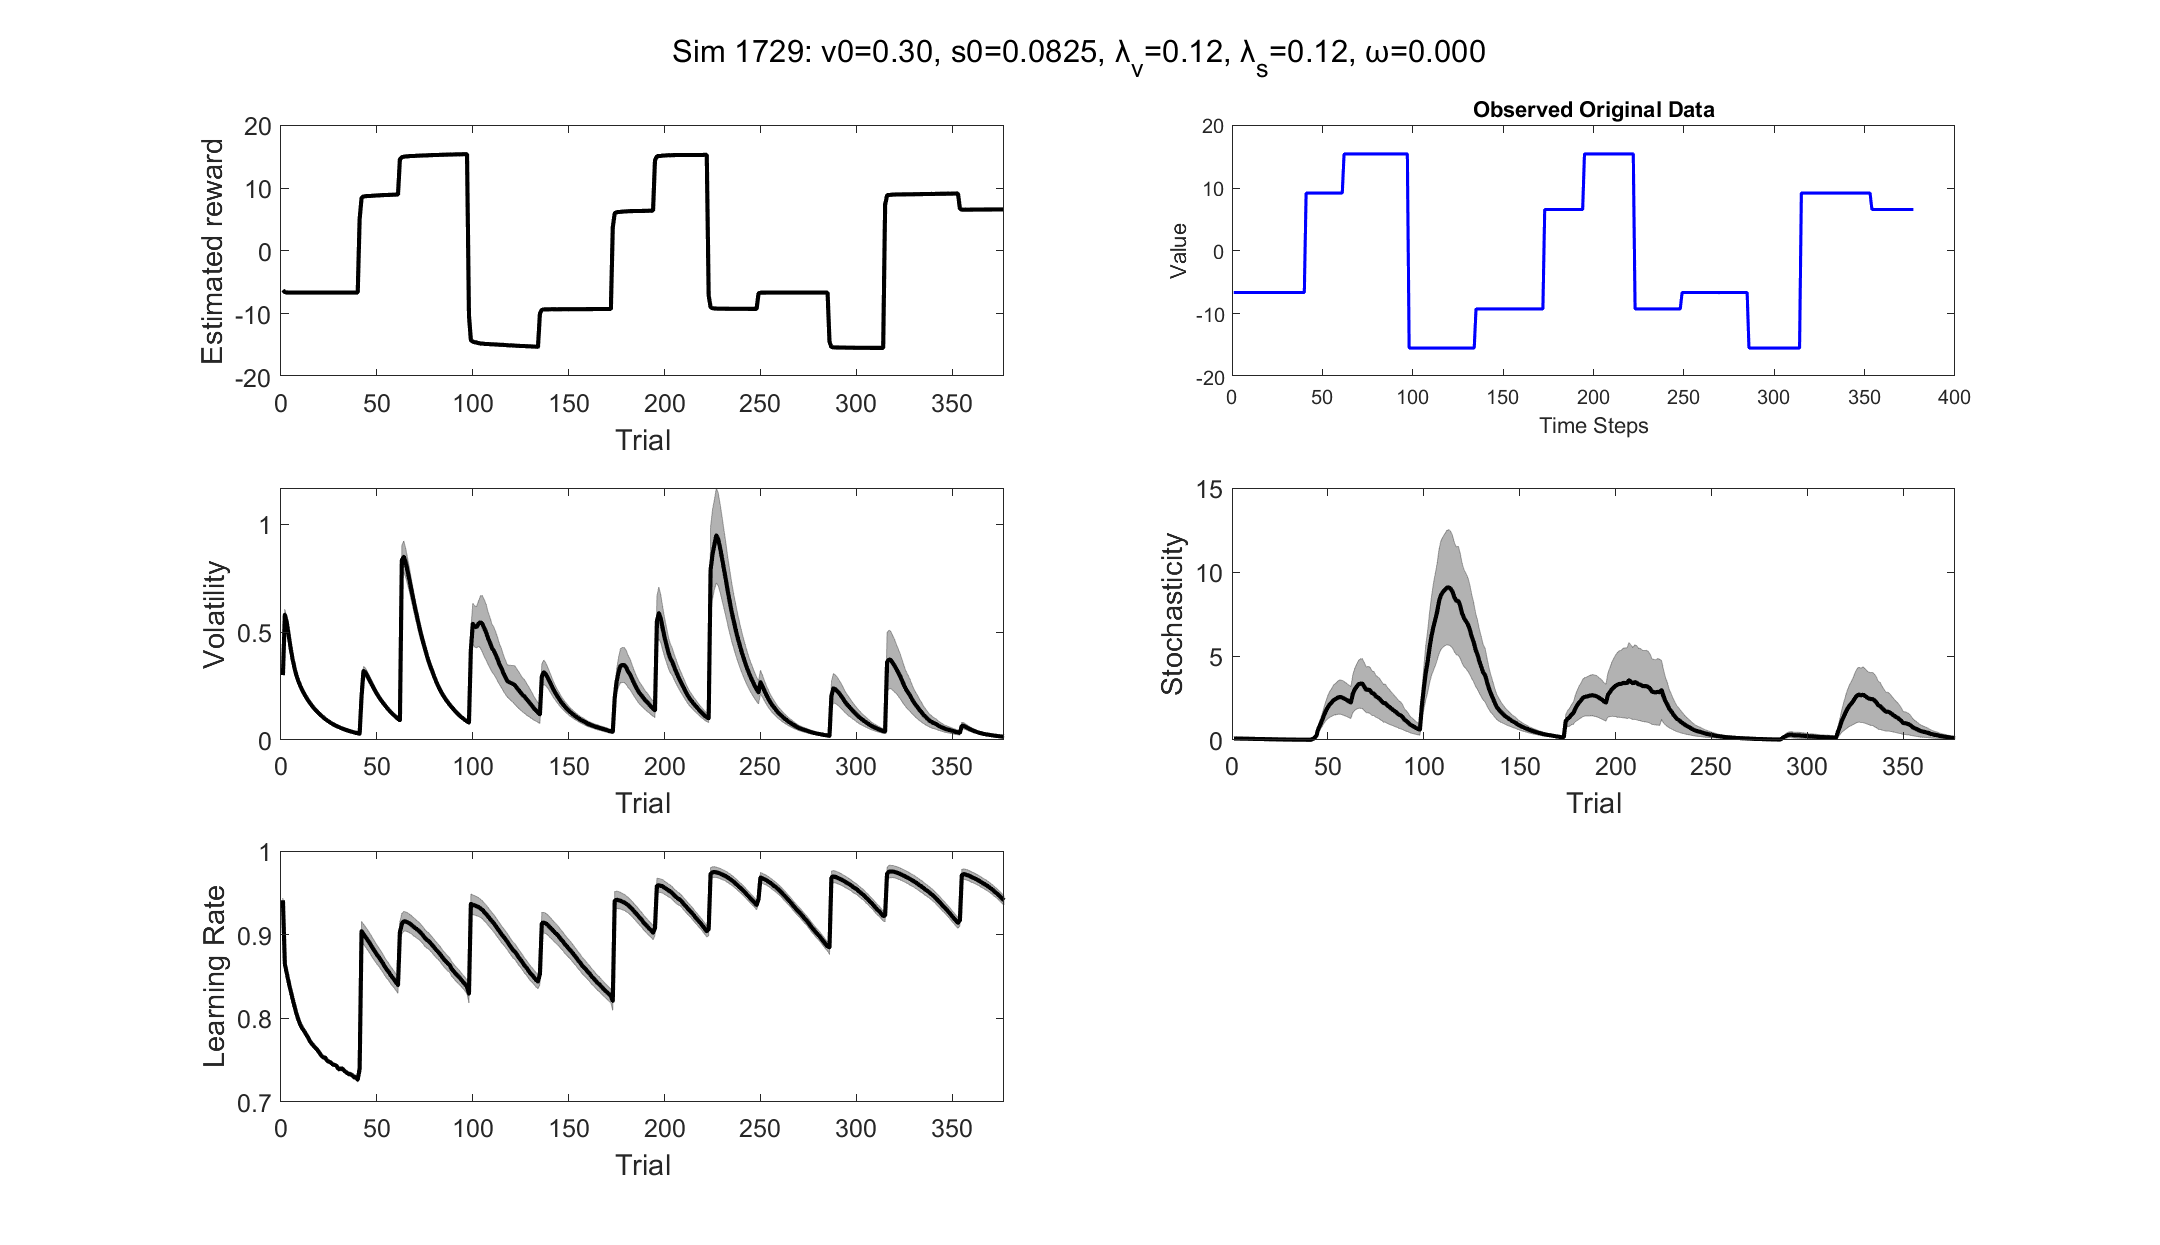 Sim 1729: v0=0.30, s0=0.0825, λv=0.12, λs=0.12, ω=0.000
Estimated reward
20
10
0
-10
-20
0 50 100 150 200 250 300 350
Trial
Observed Original Data
Value
20
10
0
-10
-20
0 50 100 150 200 250 300 350 400
Time Steps
Volatility
1
0.5
0
0 50 100 150 200 250 300 350
Trial
Stochasticity
15
10
5
0
0 50 100 150 200 250 300 350
Trial
Learning Rate
1
0.9
0.8
0.7
0 50 100 150 200 250 300 350
Trial